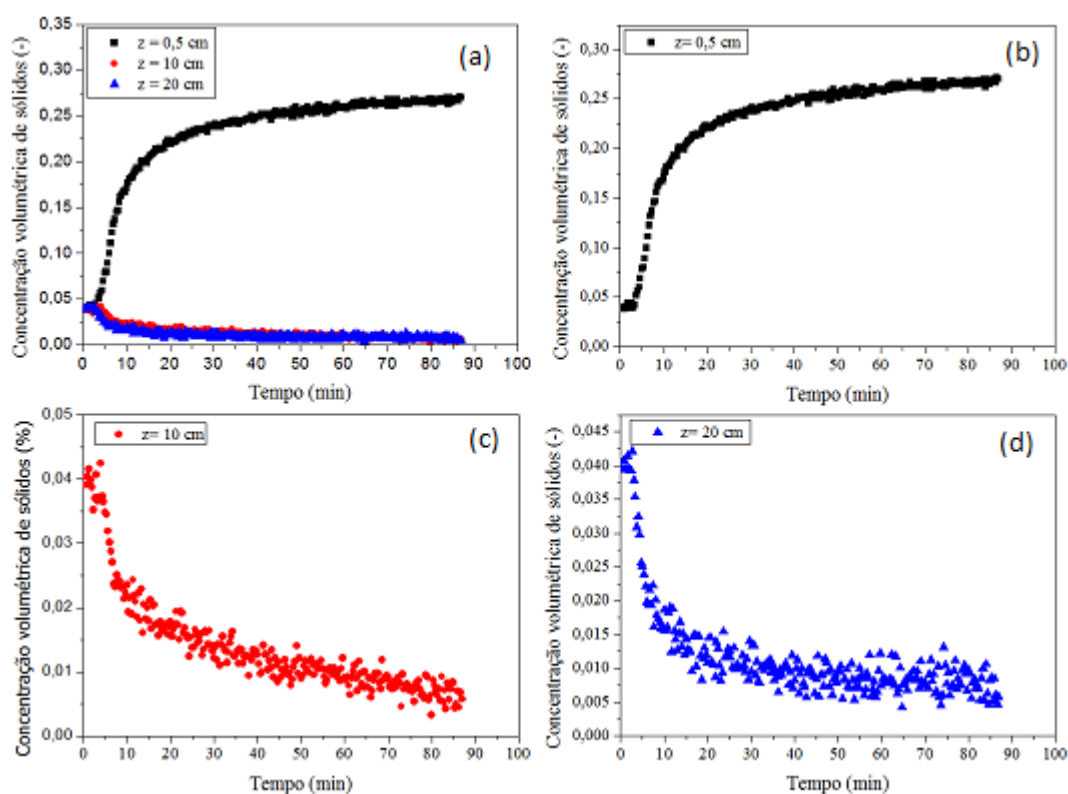 z = 0,5 cm
z = 10 cm
z = 20 cm
(a)
Concentração volumétrica de sólidos (-)
0,35
0,30
0,25
0,20
0,15
0,10
0,05
0,00
0 10 20 30 40 50 60 70 80 90 100
Tempo (min)
z= 0,5 cm
(b)
Concentração volumétrica de sólidos (-)
0,30
0,25
0,20
0,15
0,10
0,05
0,00
0 10 20 30 40 50 60 70 80 90 100
Tempo (min)
z= 10 cm
(c)
Concentração volumétrica de sólidos (%)
0,05
0,04
0,03
0,02
0,01
0,00
0 10 20 30 40 50 60 70 80 90 100
Tempo (min)
z= 20 cm
(d)
Concentração volumétrica de sólidos (-)
0,045
0,040
0,035
0,030
0,025
0,020
0,015
0,010
0,005
0,000
0 10 20 30 40 50 60 70 80 90 100
Tempo (min)